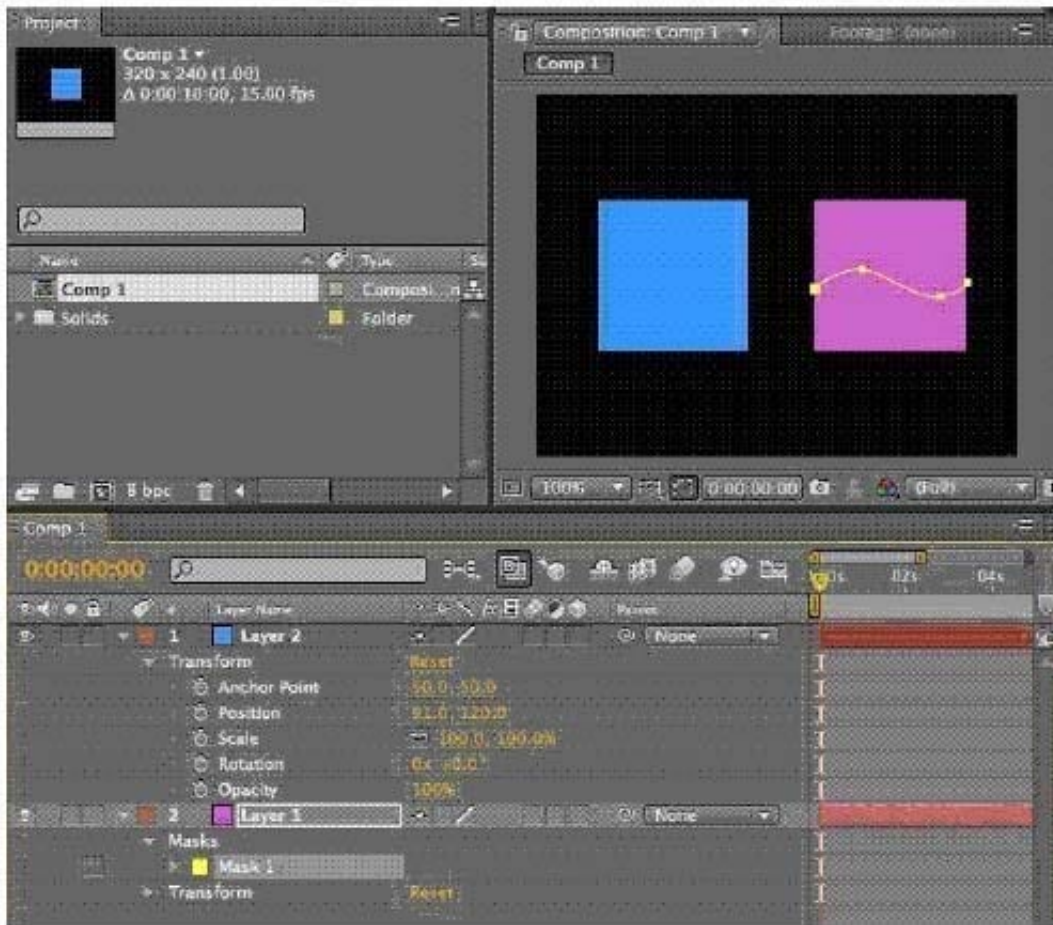 Project
Comp 1
320 x 240 (1.00)
Δ 0:00:10:00, 15.00 fps
Name
Type
Comp 1
Composi...n
Solids
Folder
8 bpc
Composition: Comp 1
Footage: (none)
Comp 1
100%
0:00:00:00
(Full)
Comp 1
0:00:00:00
02s
04s
#
Layer Name
Parent
1
Layer 2
None
Transform
Reset
Anchor Point
50.0, 50.0
Position
91.0, 120.0
Scale
100.0, 100.0%
Rotation
0x +0.0°
Opacity
100%
2
Layer 1
None
Masks
Mask 1
Transform
Reset